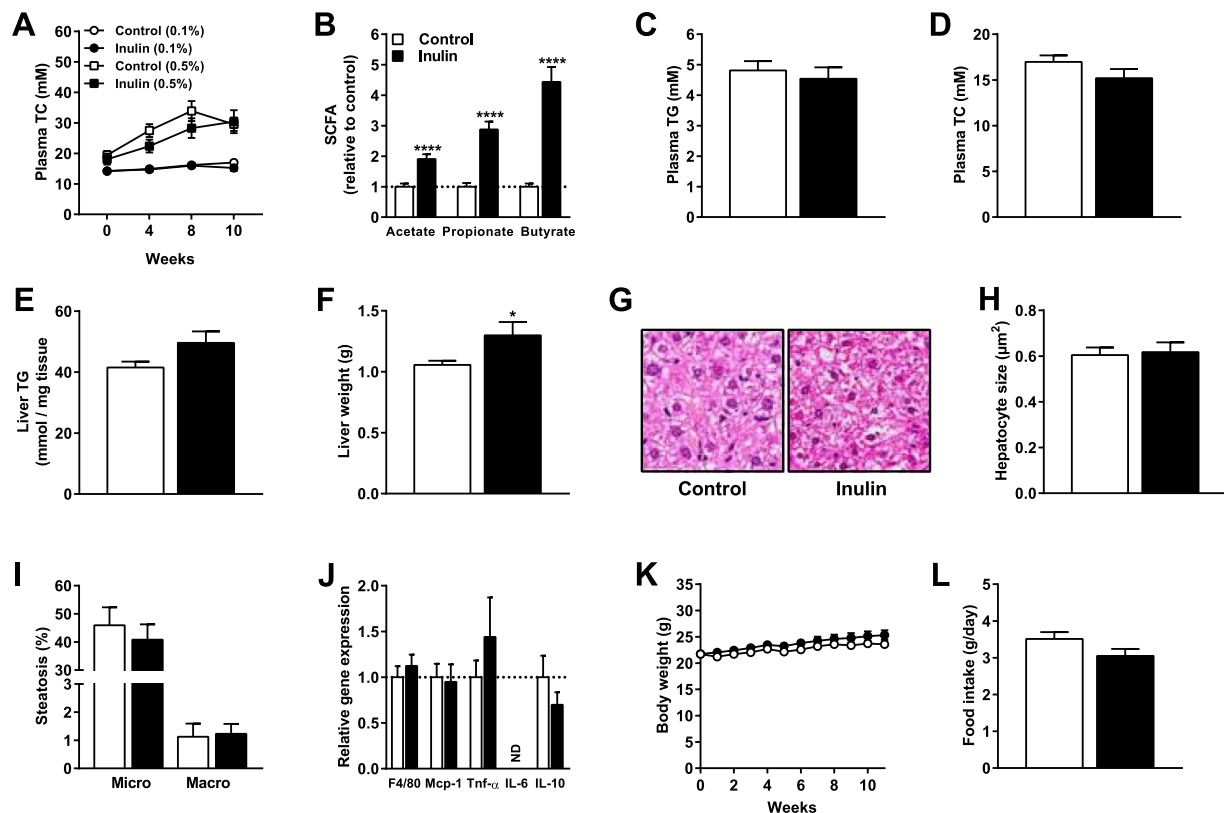 A
Plasma TC (mM)
60
50
40
30
20
10
0
Control (0.1%)
Inulin (0.1%)
Control (0.5%)
Inulin (0.5%)
0 4 8 10
Weeks
B
SCFA
(relative to control)
6
5
4
3
2
1
0
Control
Inulin
****
****
****
Acetate Propionate Butyrate
C
Plasma TG (mM)
6
5
4
3
2
1
0
D
Plasma TC (mM)
20
15
10
5
0
E
Liver TG
(mmol / mg tissue
60
40
20
0
F
Liver weight (g)
1.5
1.0
0.5
0.0
*
G
Control Inulin
H
Hepatocyte size (μm²)
0.8
0.6
0.4
0.2
0.0
I
Steatosis (%)
60
50
40
30
3
2
1
0
Micro Macro
J
Relative gene expression
2.0
1.5
1.0
0.5
0.0
ND
F4/80 Mcp-1 Tnf-α IL-6 IL-10
K
Body weight (g)
35
30
25
20
15
10
5
0
0 2 4 6 8 10
Weeks
L
Food intake (g/day)
5
4
3
2
1
0